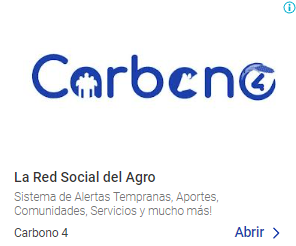 Carbono 4
La Red Social del Agro
Sistema de Alertas Tempranas, Aportes,
Comunidades, Servicios y mucho más!
Carbono 4
Abrir